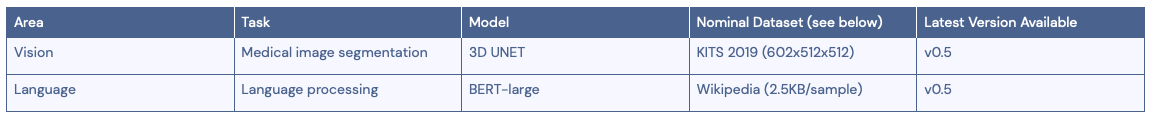 Area Task Model Nominal Dataset (see below) Latest Version Available
Vision Medical image segmentation 3D UNET KITS 2019 (602x512x512) v0.5
Language Language processing BERT-large Wikipedia (2.5KB/sample) v0.5